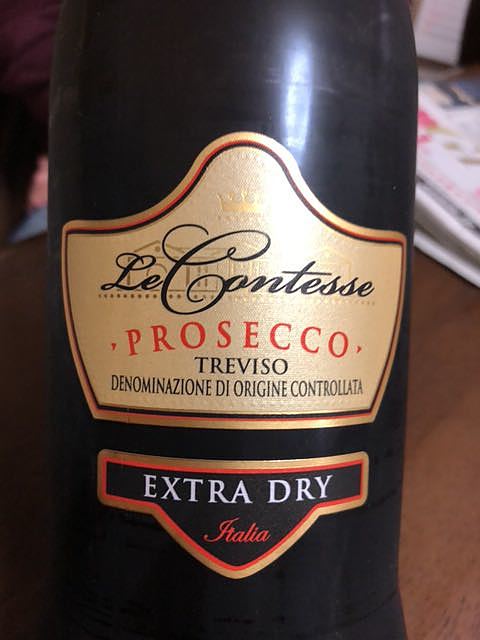 Le Contesse
PROSECCO
TREVISO
DENOMINAZIONE DI ORIGINE CONTROLLATA
EXTRA DRY
Italia